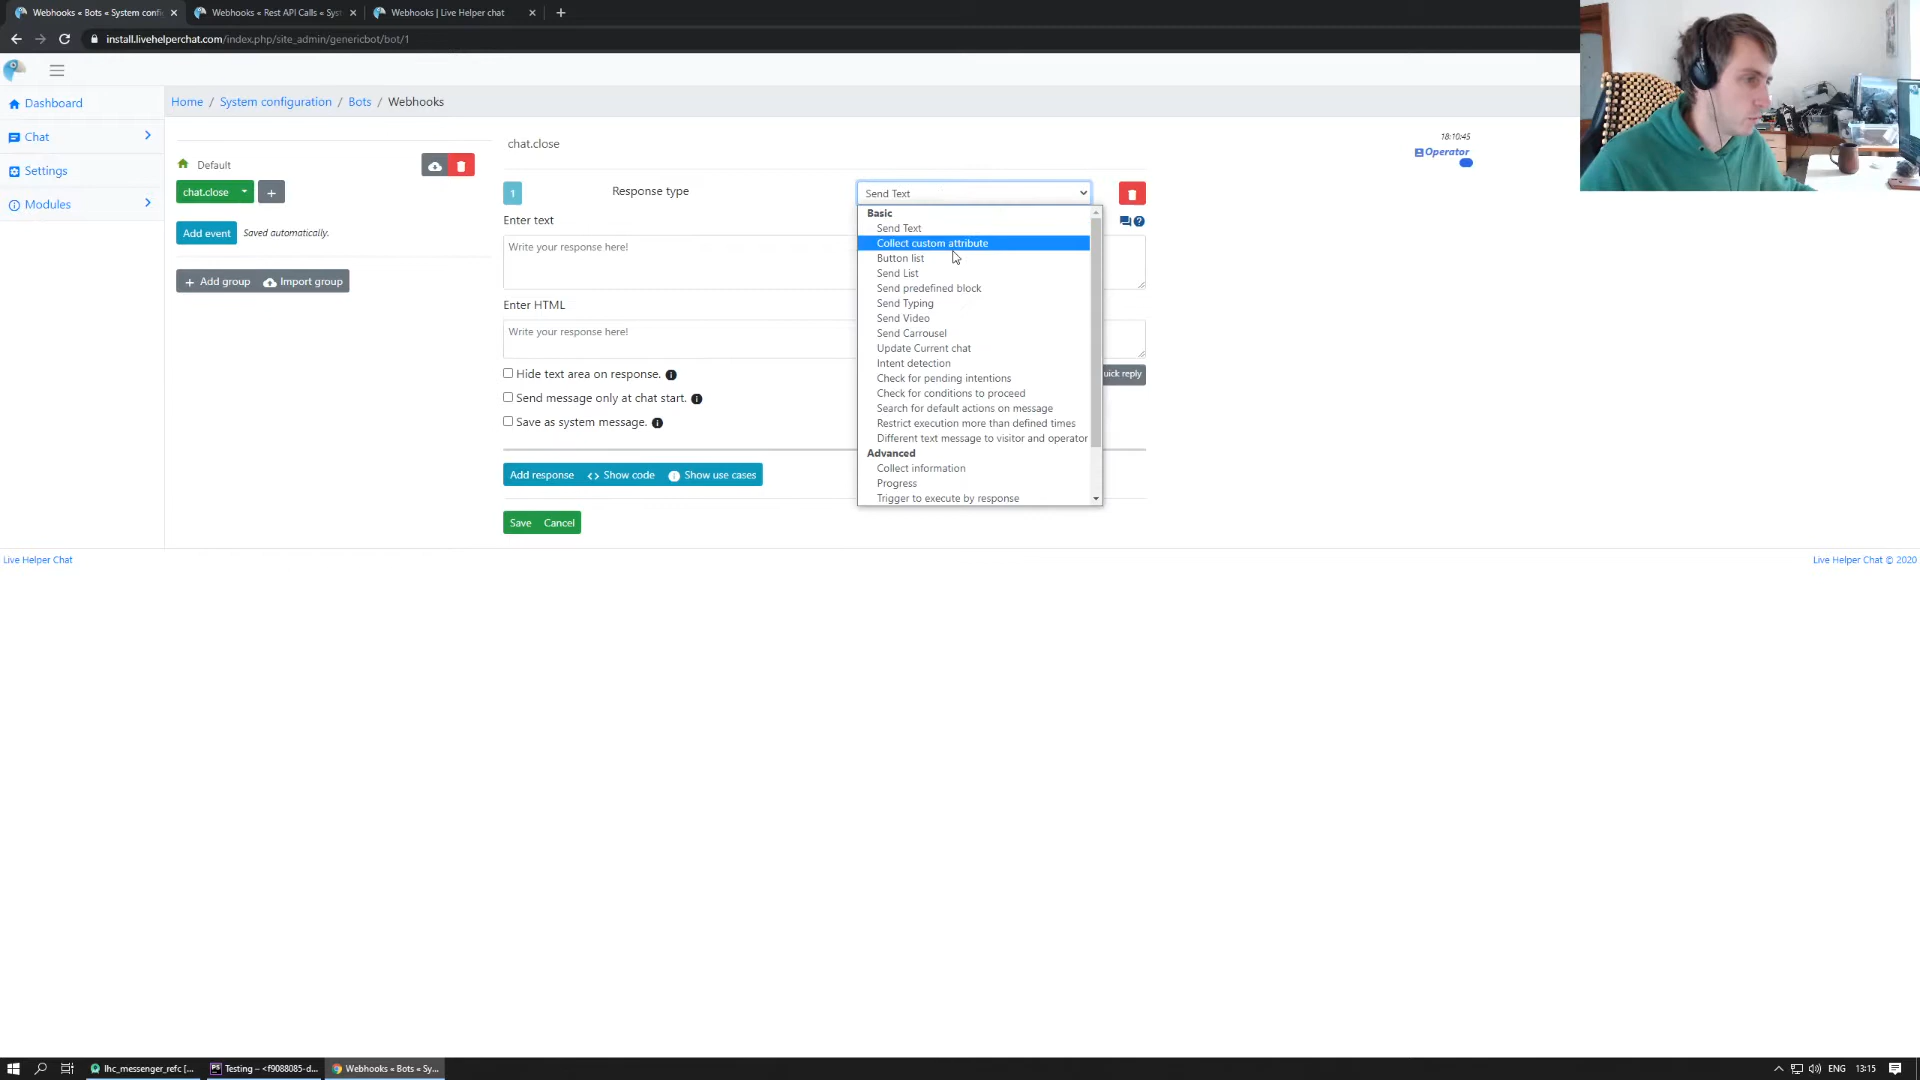 Webhooks « Bots « System confi
Webhooks « Rest API Calls « Sys
Webhooks | Live Helper chat
install.livehelperchat.com/index.php/site_admin/genericbot/bot/1
Dashboard
Chat
Settings
Modules
Home / System configuration / Bots / Webhooks
Default
chat.close
Add event
Saved automatically.
Add group
Import group
chat.close
18:10:45
Operator
1
Response type
Send Text
Enter text
Write your response here!
Enter HTML
Write your response here!
Hide text area on response.
Send message only at chat start.
Save as system message.
uick reply
Basic
Send Text
Collect custom attribute
Button list
Send List
Send predefined block
Send Typing
Send Video
Send Carrousel
Update Current chat
Intent detection
Check for pending intentions
Check for conditions to proceed
Search for default actions on message
Restrict execution more than defined times
Different text message to visitor and operator
Advanced
Collect information
Progress
Trigger to execute by response
Add response
<> Show code
Show use cases
Save
Cancel
Live Helper Chat
Live Helper Chat © 2020
lhc_messenger_refc [...
Testing – <f9088085-d...
Webhooks « Bots « Sy...
ENG
13:15